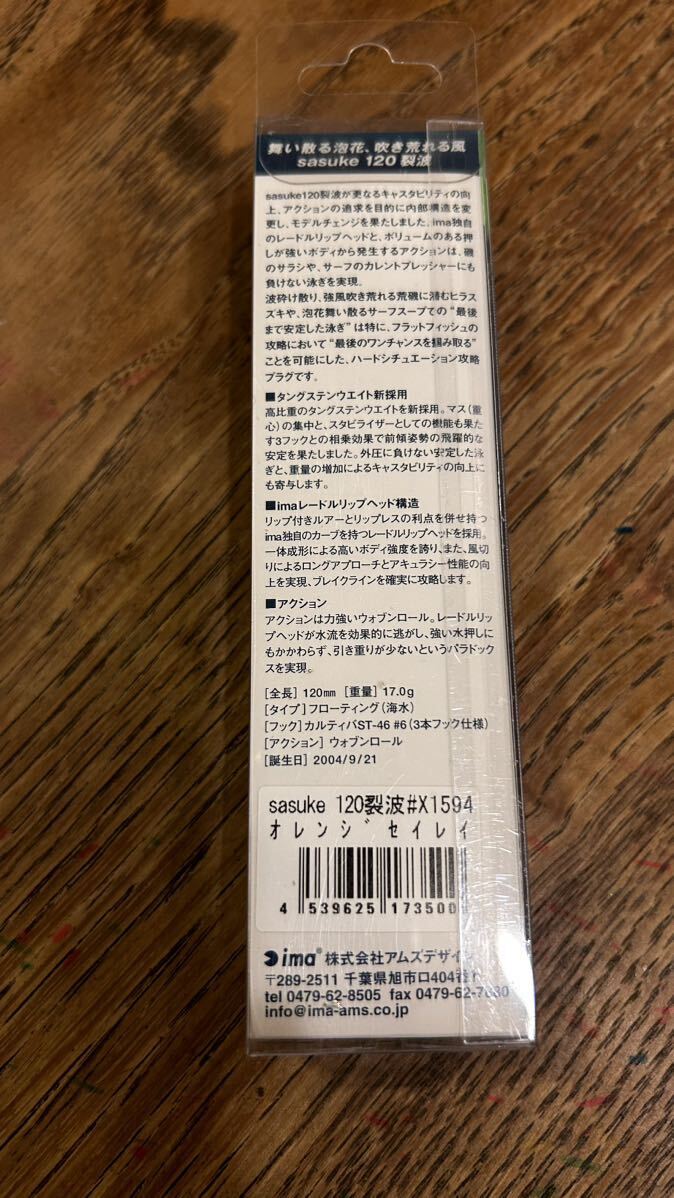 舞い散る泡花、吹き荒れる風
sasuke 120 裂波
sasuke120裂波が更なるキャスタビリティの向
上、アクションの追求を目的に内部構造を変
更し、モデルチェンジを果たしました。ima独自
のレードルリップヘッドと、ボリュームのある押
しが強いボディから発生するアクションは、磯
のサラシや、サーフのカレントプレッシャーにも
負けない泳ぎを実現。
波砕け散り、強風吹き荒れる荒磯に潜むヒラス
ズキや、泡花舞い散るサーフスープでの“最後
まで安定した泳ぎ”は特に、フラットフィッシュの
攻略において“最後のワンチャンスを掴み取る”
ことを可能にした、ハードシチュエーション攻略
プラグです。
■タングステンウエイト新採用
高比重のタングステンウエイトを新採用。マス(重
心)の集中と、スタビライザーとしての機能も果た
す3フックとの相乗効果で前傾姿勢の飛躍的な
安定を果たしました。外圧に負けない安定した泳
ぎと、重量の増加によるキャスタビリティの向上に
も寄与します。
■imaレードルリップヘッド構造
リップ付きルアーとリップレスの利点を併せ持つ
ima独自のカーブを持つレードルリップヘッドを採用。
一体成形による高いボディ強度を誇り、また、風切
りによるロングアプローチとアキュラシー性能の向
上を実現、ブレイクラインを確実に攻略します。
■アクション
アクションは力強いウォブンロール。レードルリッ
プヘッドが水流を効果的に逃がし、強い水押しに
もかかわらず、引き重りが少ないというパラドック
スを実現。
[全長] 120mm [重量] 17.0g
[タイプ] フローティング(海水)
[フック] カルティバST-46 #6(3本フック仕様)
[アクション] ウォブンロール
[誕生日] 2004/9/21
sasuke 120裂波#X1594
オレンジセイレイ
4 539625 17350
ima® 株式会社アムズデザイン
〒289-2511 千葉県旭市口404番
tel 0479-62-8505 fax 0479-62-7
info@ima-ams.co.jp